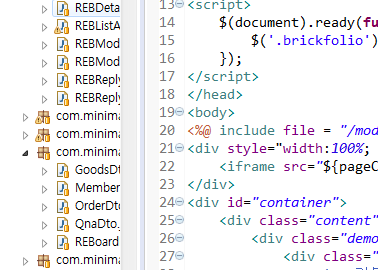 REBDeta
REBListA
REBMod
REBMod
REBReply
REBReply
com.minima
com.minima
com.minima
GoodsDt
Member
OrderDto
QnaDto_
REBoard
com.minima
13 <script>
14 $(document).ready(fu
15 $('.brickfolio')
16 });
17 </script>
18 </head>
19 <body>
20 <%@ include file = "/mod
21 <div style="width:100%;
22 <iframe src="${pageC
23 </div>
24 <div id="container">
25 <div class="content"
26 <div class="demo
27 <div class="